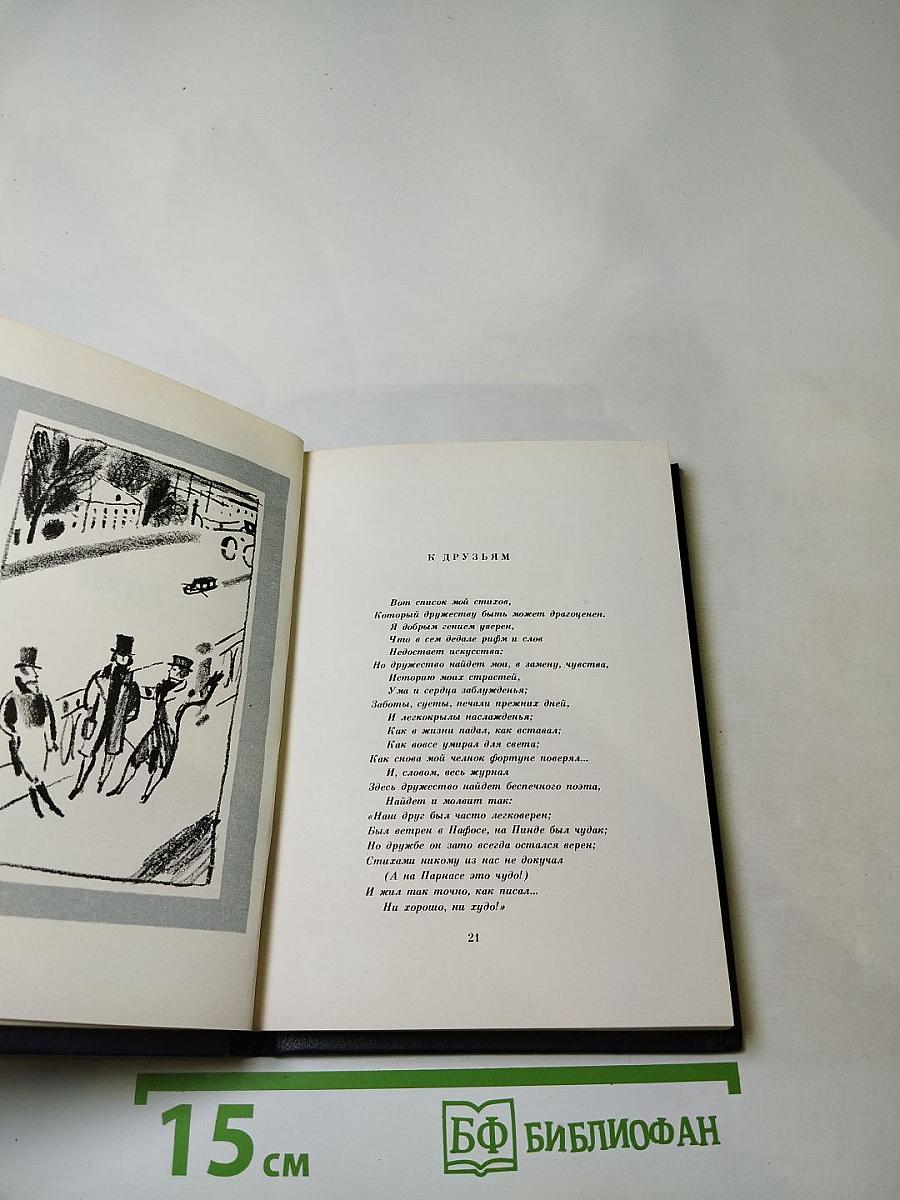 К ДРУЗЬЯМ
Вот список мой стихов,
Который дружеству быть может драгоценен.
Я добрым гением уверен,
Что в сем дедале рифм и слов
Недостает искусства:
Но дружество найдет мои, в замену, чувства,
Историю моих страстей,
Ума и сердца заблужденья;
Заботы, суеты, печали прежних дней,
И легкокрылы наслажденья;
Как в жизни падал, как вставал;
Как вовсе умирал для света;
Как снова мой челнок фортуне поверял...
И, словом, весь журнал
Здесь дружество найдет беспечного поэта,
Найдет и молвит так:
«Наш друг был часто легковерен;
Был ветрен в Пафосе, на Пинде был чудак;
Но дружбе он зато всегда остался верен;
Стихами никому из нас не докучал
(А на Парнасе это чудо!)
И жил так точно, как писал...
Ни хорошо, ни худо!»
21
15 см
БФ БИБЛИОФАН